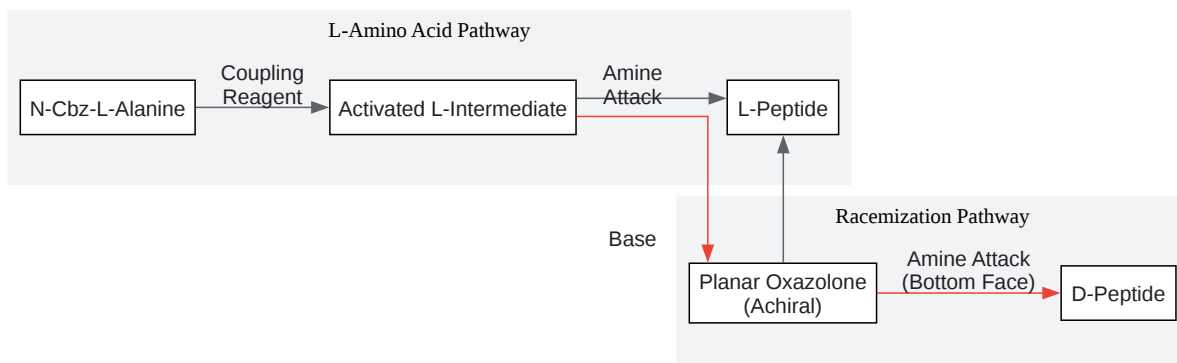 L-Amino Acid Pathway
N-Cbz-L-Alanine
Coupling
Reagent
Activated L-Intermediate
Amine
Attack
L-Peptide
Racemization Pathway
Base
Planar Oxazolone
(Achiral)
Amine Attack
(Bottom Face)
D-Peptide